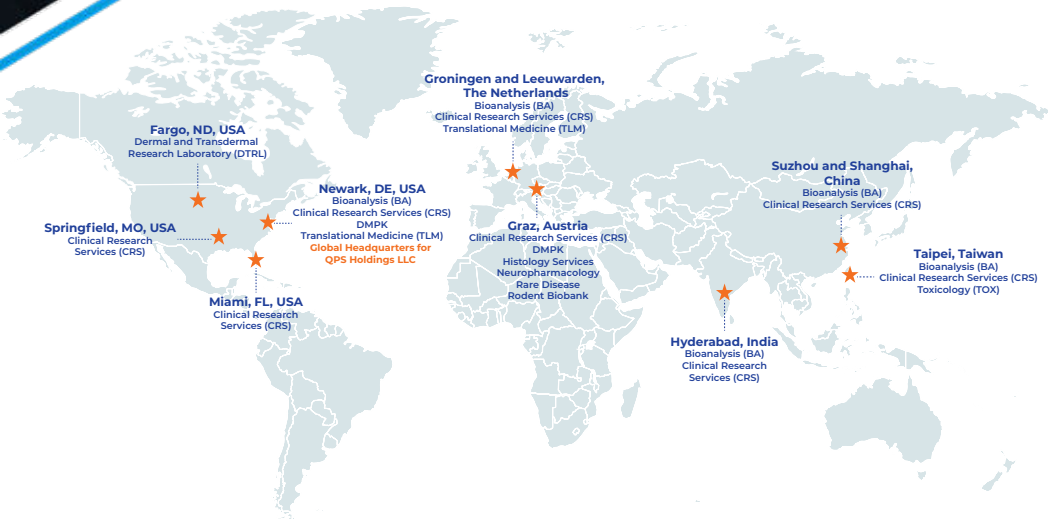 Groningen and Leeuwarden,
The Netherlands
Bioanalysis (BA)
Clinical Research Services (CRS)
Translational Medicine (TLM)
Fargo, ND, USA
Dermal and Transdermal
Research Laboratory (DTRL)
Suzhou and Shanghai,
China
Bioanalysis (BA)
Clinical Research Services (CRS)
Newark, DE, USA
Bioanalysis (BA)
Clinical Research Services (CRS)
DMPK
Translational Medicine (TLM)
Global Headquarters for
QPS Holdings LLC
Springfield, MO, USA
Clinical Research
Services (CRS)
Graz, Austria
Clinical Research Services (CRS)
DMPK
Histology Services
Neuropharmacology
Rare Disease
Rodent Biobank
Taipei, Taiwan
Bioanalysis (BA)
Clinical Research Services (CRS)
Toxicology (TOX)
Miami, FL, USA
Clinical Research
Services (CRS)
Hyderabad, India
Bioanalysis (BA)
Clinical Research
Services (CRS)